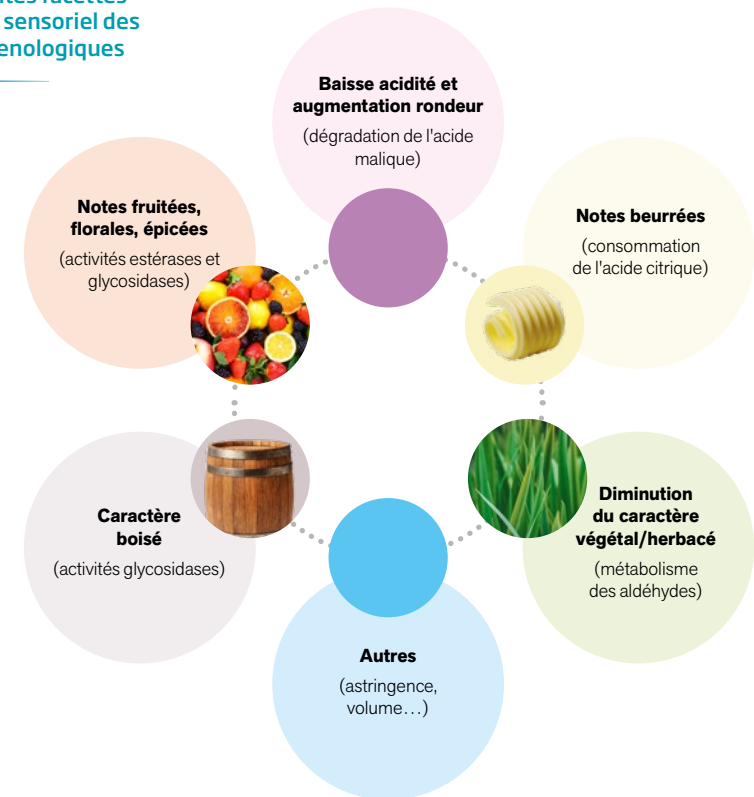 sensoriel des
Baisse acidité et
augmentation rondeur
(dégradation de l'acide
malique)
Notes fruitées,
florales, épicées
(activités estérases et
glycosidases)
Notes beurrées
(consommation
de l'acide citrique)
Caractère
boisé
(activités glycosidases)
Diminution
du caractère
végétal/herbacé
(métabolisme
des aldéhydes)
Autres
(astringence,
volume…)